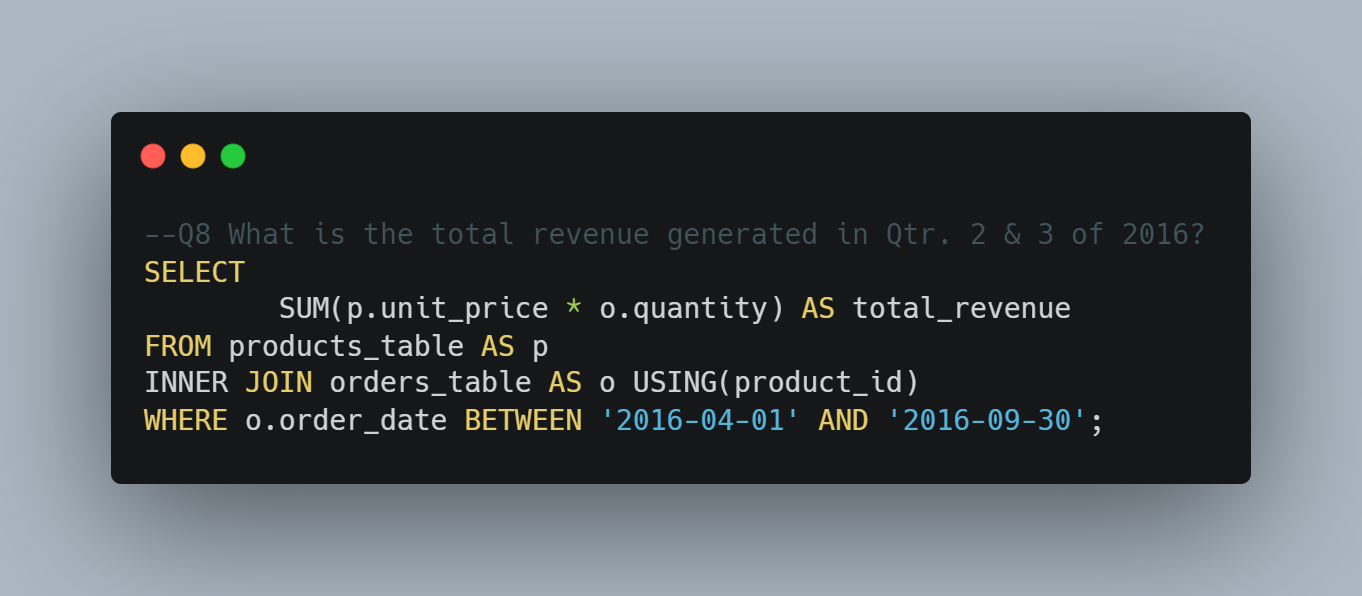 --Q8 What is the total revenue generated in Qtr. 2 & 3 of 2016?
SELECT
        SUM(p.unit_price * o.quantity) AS total_revenue
FROM products_table AS p
INNER JOIN orders_table AS o USING(product_id)
WHERE o.order_date BETWEEN '2016-04-01' AND '2016-09-30';